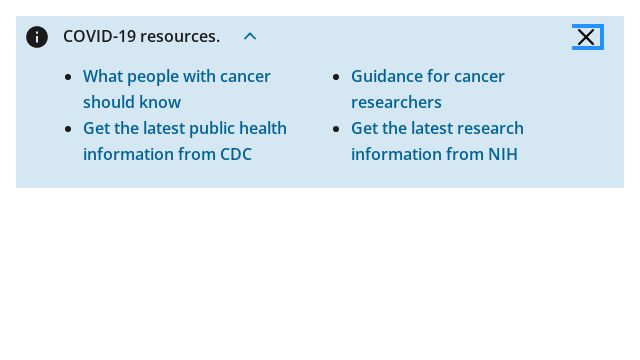 COVID-19 resources.
What people with cancer
should know
Get the latest public health
information from CDC
Guidance for cancer
researchers
Get the latest research
information from NIH